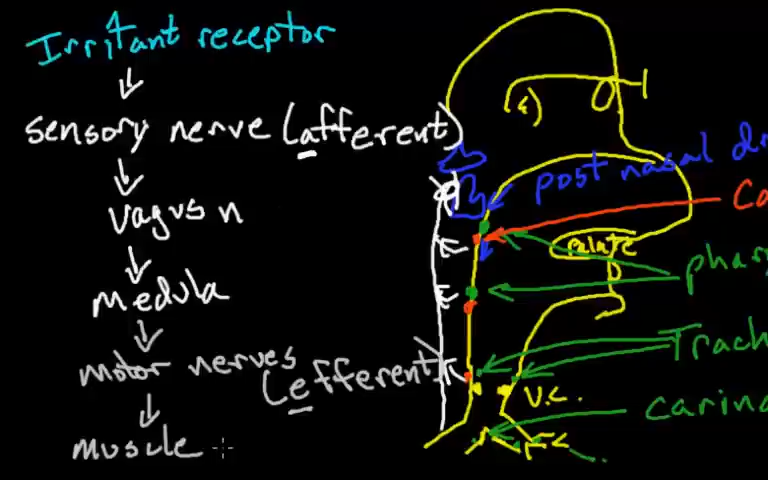 Irritant receptor
sensory nerve (afferent)
vagus n
medula
motor nerves
(efferent)
muscle
post nasal
palate
V.C.